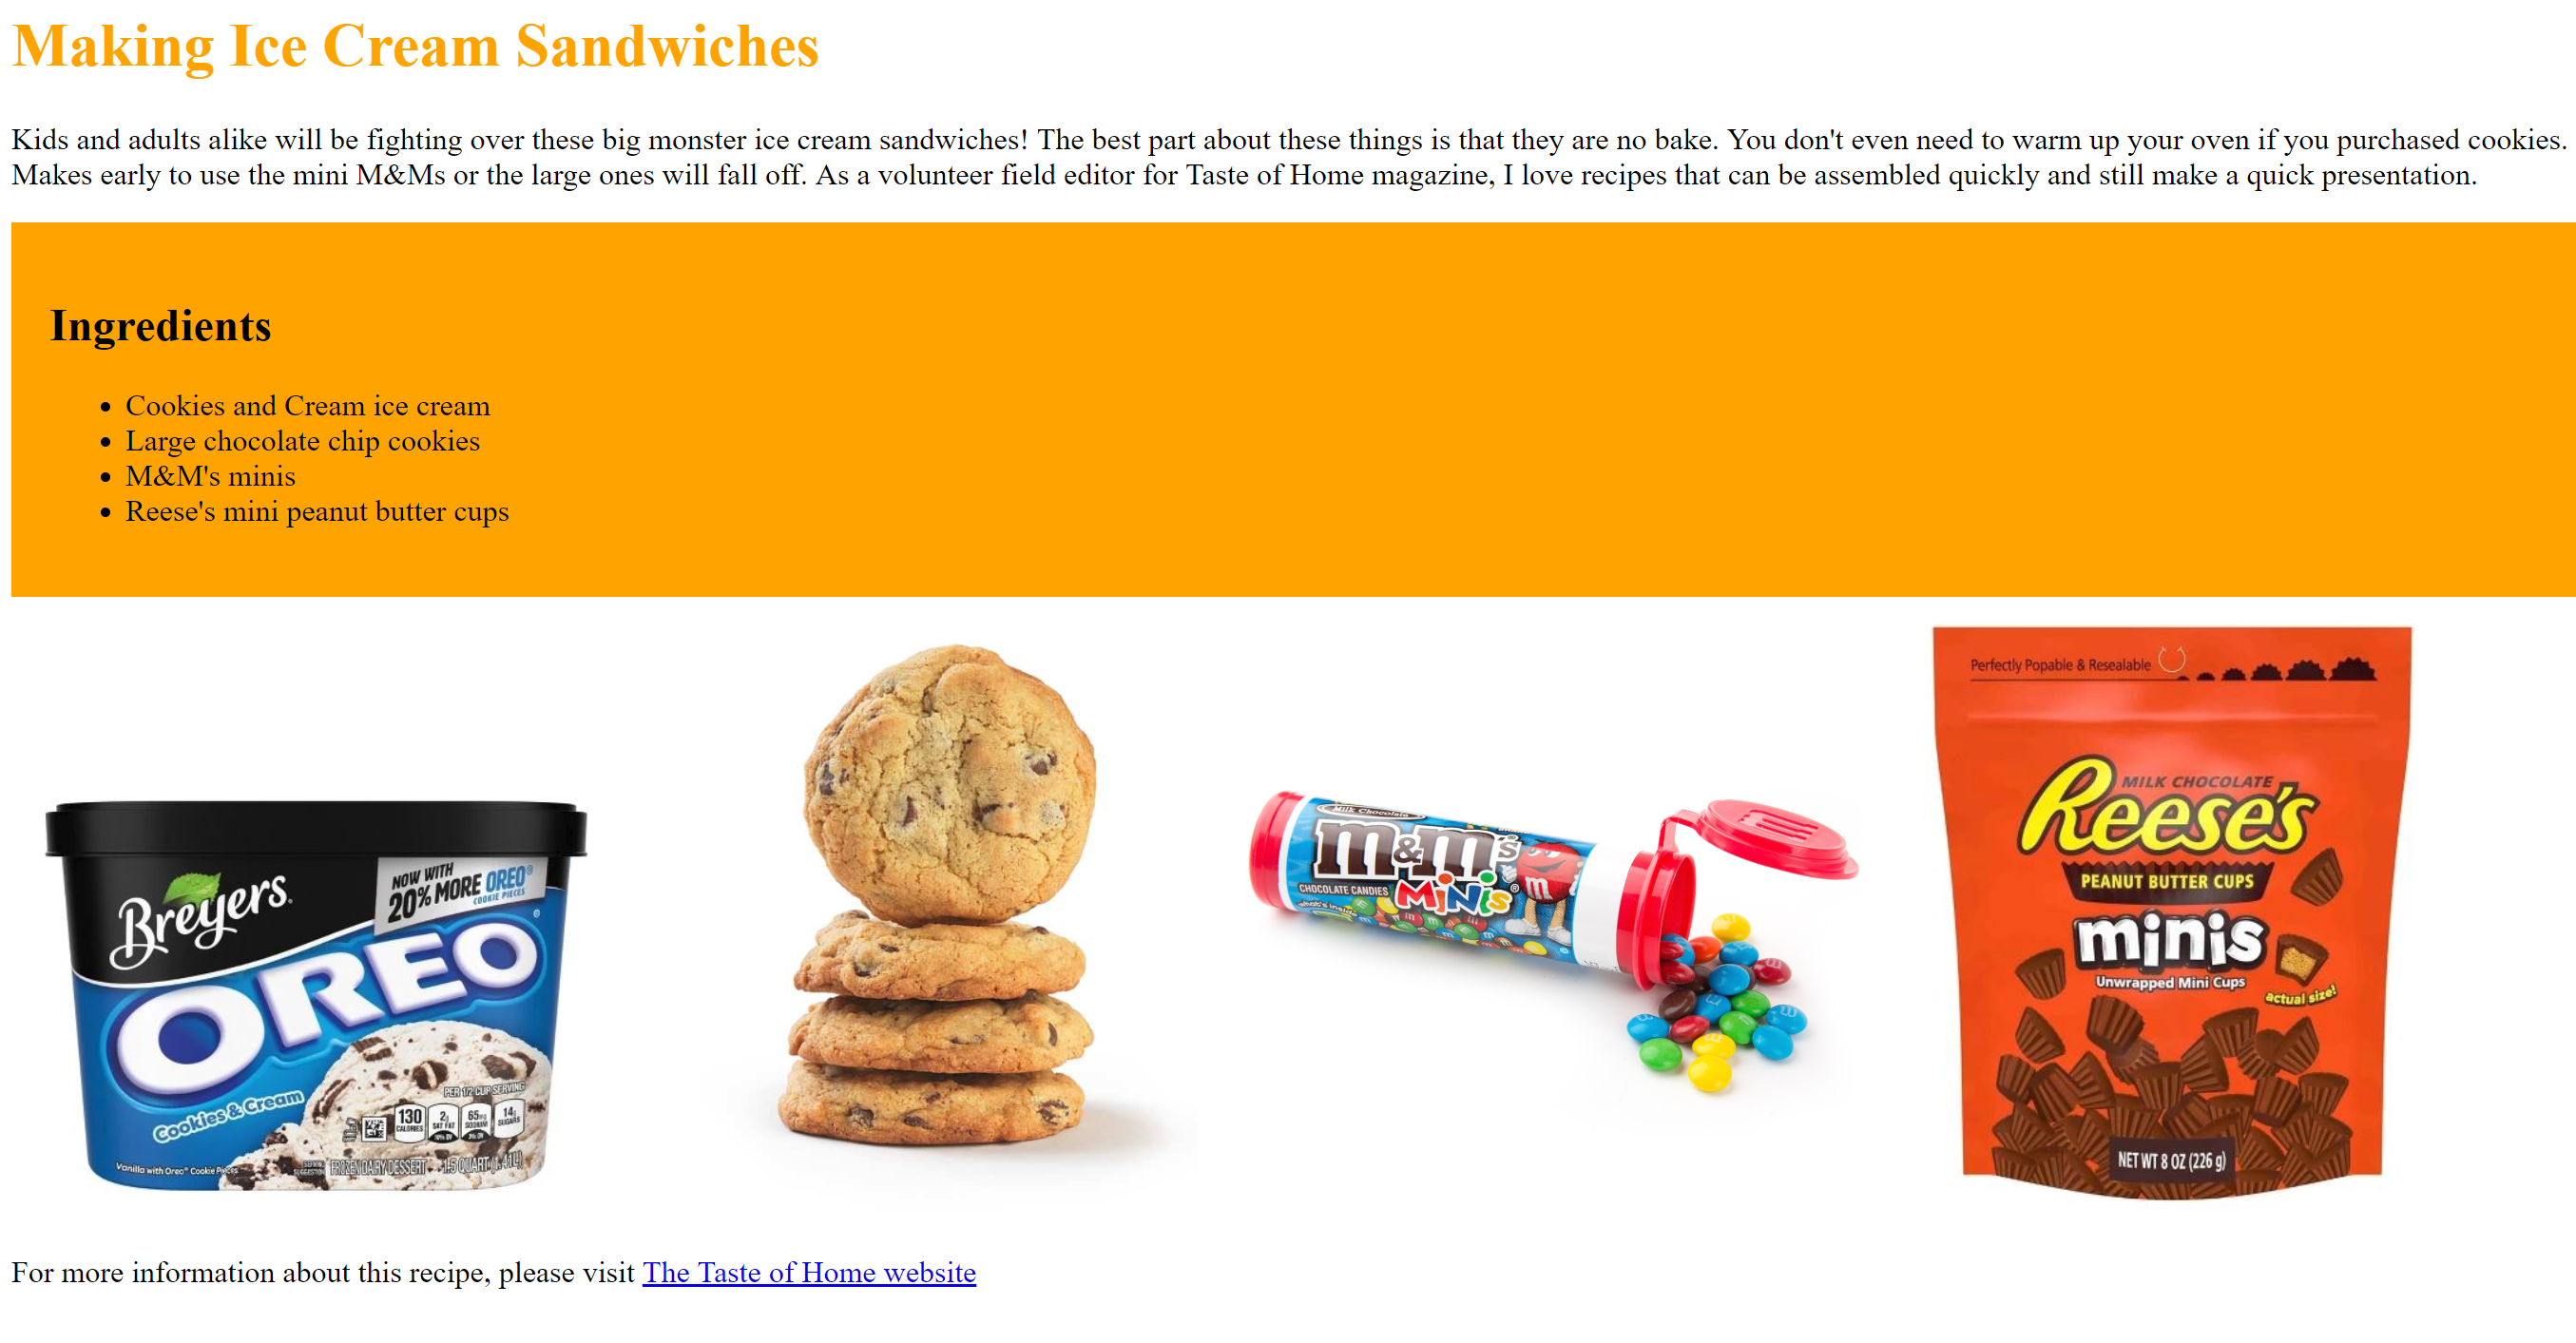 Making Ice Cream Sandwiches
Kids and adults alike will be fighting over these big monster ice cream sandwiches! The best part about these things is that they are no bake. You don't even need to warm up your oven if you purchased cookies.
Makes early to use the mini M&Ms or the large ones will fall off. As a volunteer field editor for Taste of Home magazine, I love recipes that can be assembled quickly and still make a quick presentation.
Ingredients
• Cookies and Cream ice cream
• Large chocolate chip cookies
• M&M's minis
• Reese's mini peanut butter cups
Breyers
NOW WITH
20% MORE OREO®
COOKIE PIECES
OREO
Cookies & Cream
PER 1/2 CUP SERVING
130 CALORIES
2g SAT FAT
65mg SODIUM
14g SUGARS
Vanilla with Oreo® Cookie Pieces
FROZEN DAIRY DESSERT 1.5 QUART (1.41L)
Milk Chocolate
m&m's
CHOCOLATE CANDIES MINIS®
what's inside
Perfectly Popable & Resealable
MILK CHOCOLATE
Reese's
PEANUT BUTTER CUPS
minis
Unwrapped Mini Cups
actual size!
NET WT 8 OZ (226 g)
For more information about this recipe, please visit The Taste of Home website